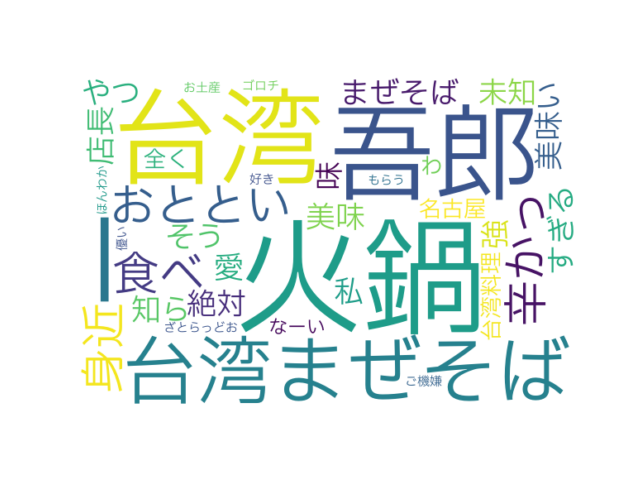 お土産
ゴロチ
やつ
台湾
吾郎
まぜそば
未知
美味い
店長
全く
味
わ
ほんわか
好き
もらう
おととい
美味
名古屋
辛かっ
すぎる
優い
そう
火鍋
強
ー
食べ
愛
私
台湾料理
身近
知ら
絶対
ざとらっどお
なーい
台湾まぜそば
ご機嫌